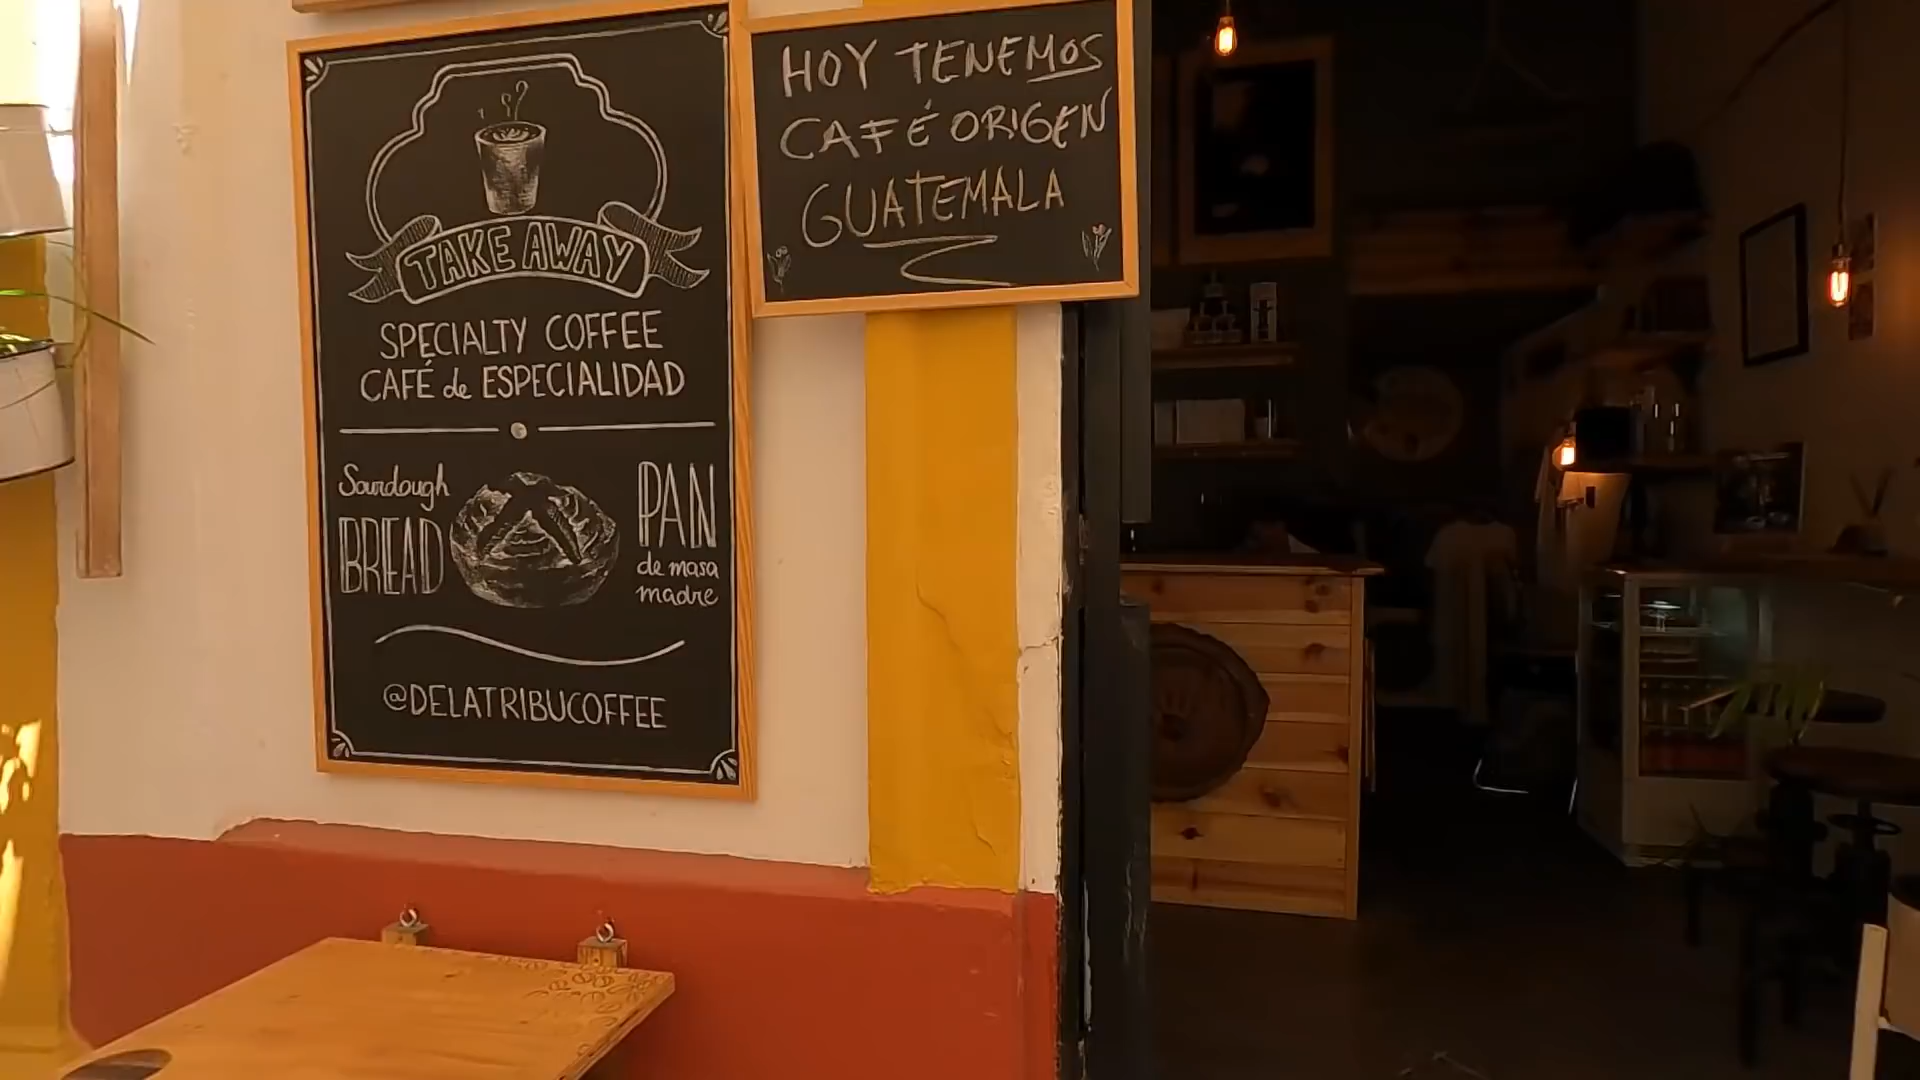 TAKE AWAY
SPECIALTY COFFEE
CAFÉ de ESPECIALIDAD
Sourdough
BREAD
PAN
de masa
madre
@DELATRIBUCOFFEE
HOY TENEMOS
CAFÉ ORIGEN
GUATEMALA